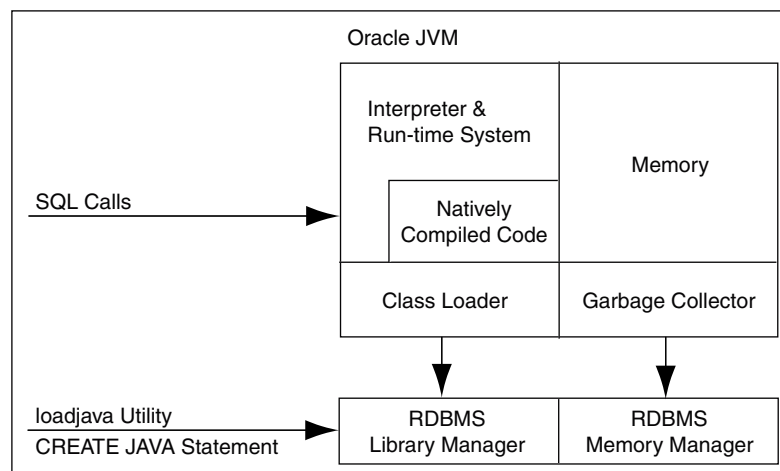 Oracle JVM
Interpreter &
Run-time System
Memory
SQL Calls
Natively
Compiled Code
Class Loader
Garbage Collector
loadjava Utility
CREATE JAVA Statement
RDBMS
Library Manager
RDBMS
Memory Manager